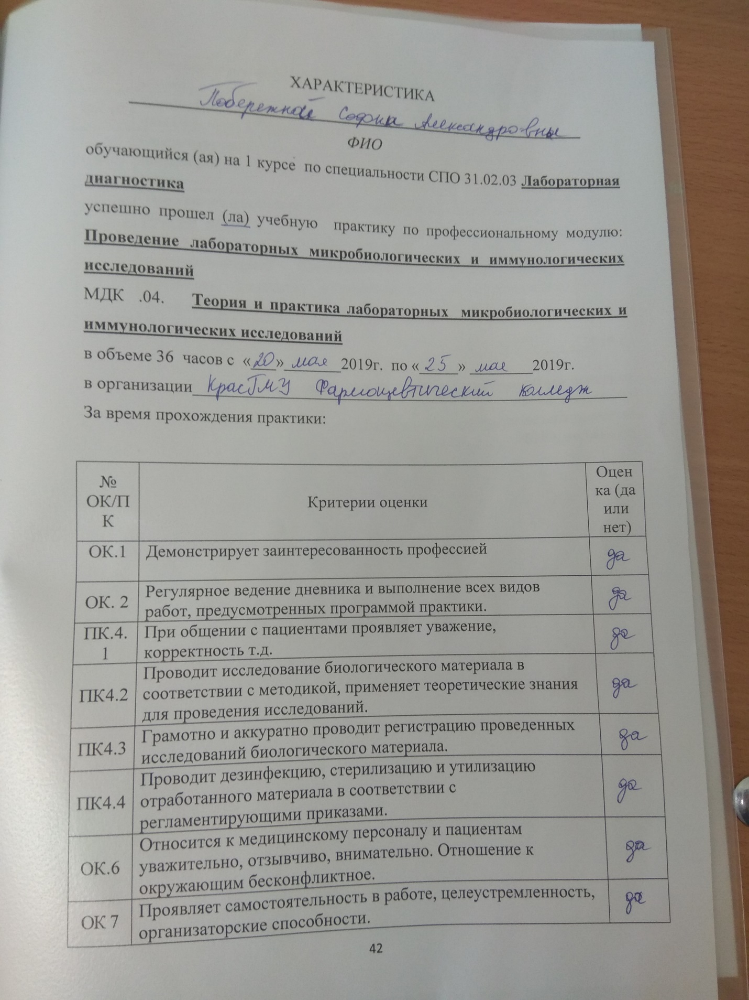 ХАРАКТЕРИСТИКА
Побережной Софии Александровны
ФИО
обучающийся (ая) на 1 курсе по специальности СПО 31.02.03 Лабораторная
диагностика
успешно прошел (ла) учебную практику по профессиональному модулю:
Проведение лабораторных микробиологических и иммунологических
исследований
МДК .04. Теория и практика лабораторных микробиологических и
иммунологических исследований
в объеме 36 часов с «20» мая 2019г. по «25» мая 2019г.
в организации КрасГМУ Фармацевтический колледж
За время прохождения практики:
№
ОК/П
К
Критерии оценки
Оцен
ка (да
или
нет)
ОК.1
Демонстрирует заинтересованность профессией
да
ОК. 2
Регулярное ведение дневника и выполнение всех видов
работ, предусмотренных программой практики.
да
ПК.4.
1
При общении с пациентами проявляет уважение,
корректность т.д.
да
ПК4.2
Проводит исследование биологического материала в
соответствии с методикой, применяет теоретические знания
для проведения исследований.
да
ПК4.3
Грамотно и аккуратно проводит регистрацию проведенных
исследований биологического материала.
да
ПК4.4
Проводит дезинфекцию, стерилизацию и утилизацию
отработанного материала в соответствии с
регламентирующими приказами.
да
ОК.6
Относится к медицинскому персоналу и пациентам
уважительно, отзывчиво, внимательно. Отношение к
окружающим бесконфликтное.
да
ОК 7
Проявляет самостоятельность в работе, целеустремленность,
организаторские способности.
да
42